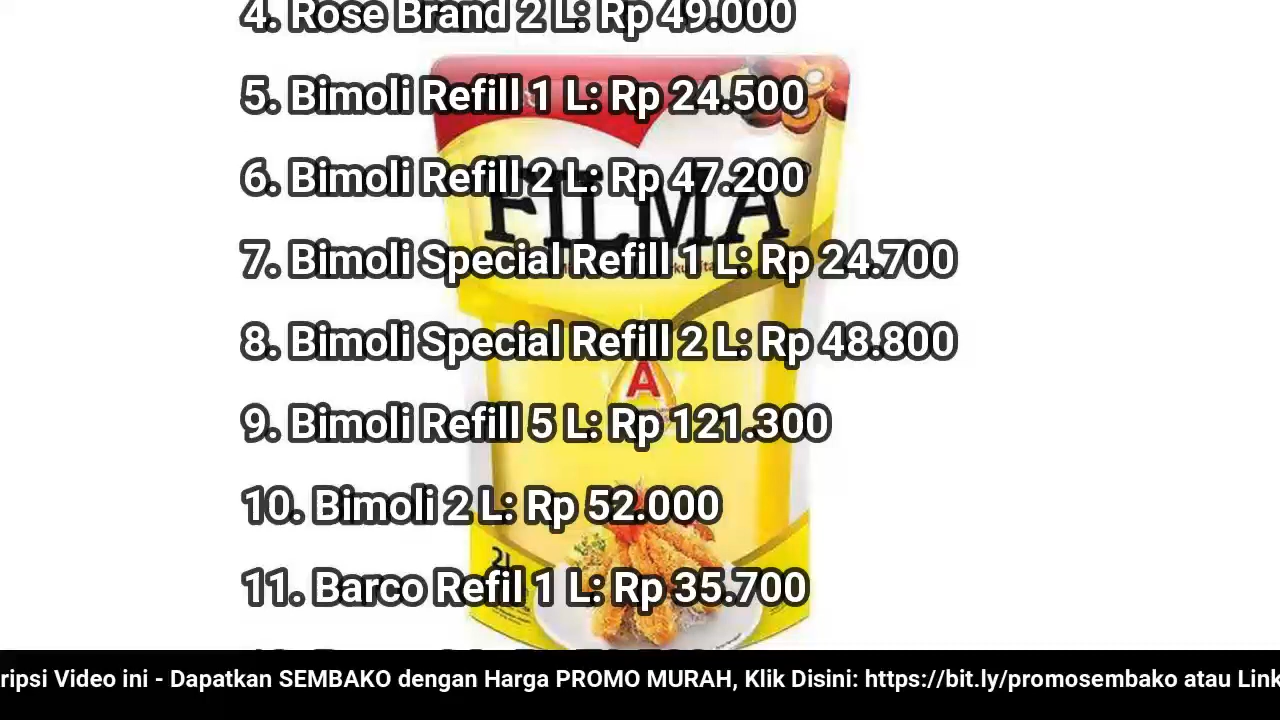 4. Rose Brand 2 L: Rp 49.000
5. Bimoli Refill 1 L: Rp 24.500
6. Bimoli Refill 2 L: Rp 47.200
FILMA
7. Bimoli Special Refill 1 L: Rp 24.700
8. Bimoli Special Refill 2 L: Rp 48.800
A
9. Bimoli Refill 5 L: Rp 121.300
10. Bimoli 2 L: Rp 52.000
2L
11. Barco Refil 1 L: Rp 35.700
ripsi Video ini - Dapatkan SEMBAKO dengan Harga PROMO MURAH, Klik Disini: https://bit.ly/promosembako atau Link